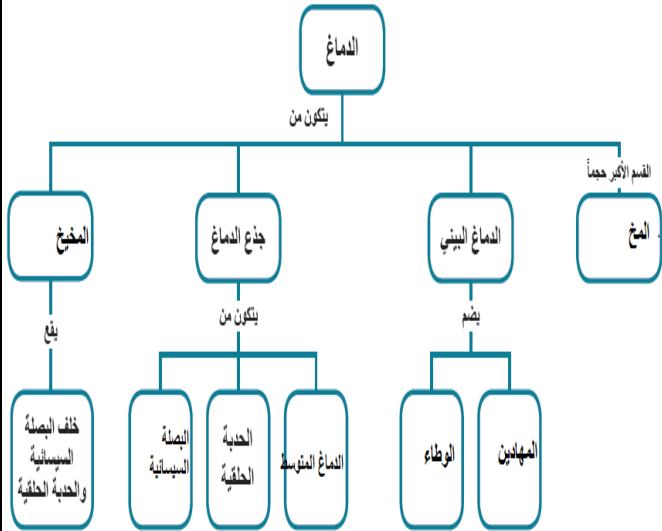 الدماغ
يتكون من
القسم الأكبر حجماً
المخ
الدماغ البيني
جذع الدماغ
المخيخ
يضم
يتكون من
يقع
المهادين
الوطاء
الدماغ المتوسط
الحدبة
الحلقية
البصلة
السيسائية
خلف البصلة
السيسائية
والحدبة الحلقية